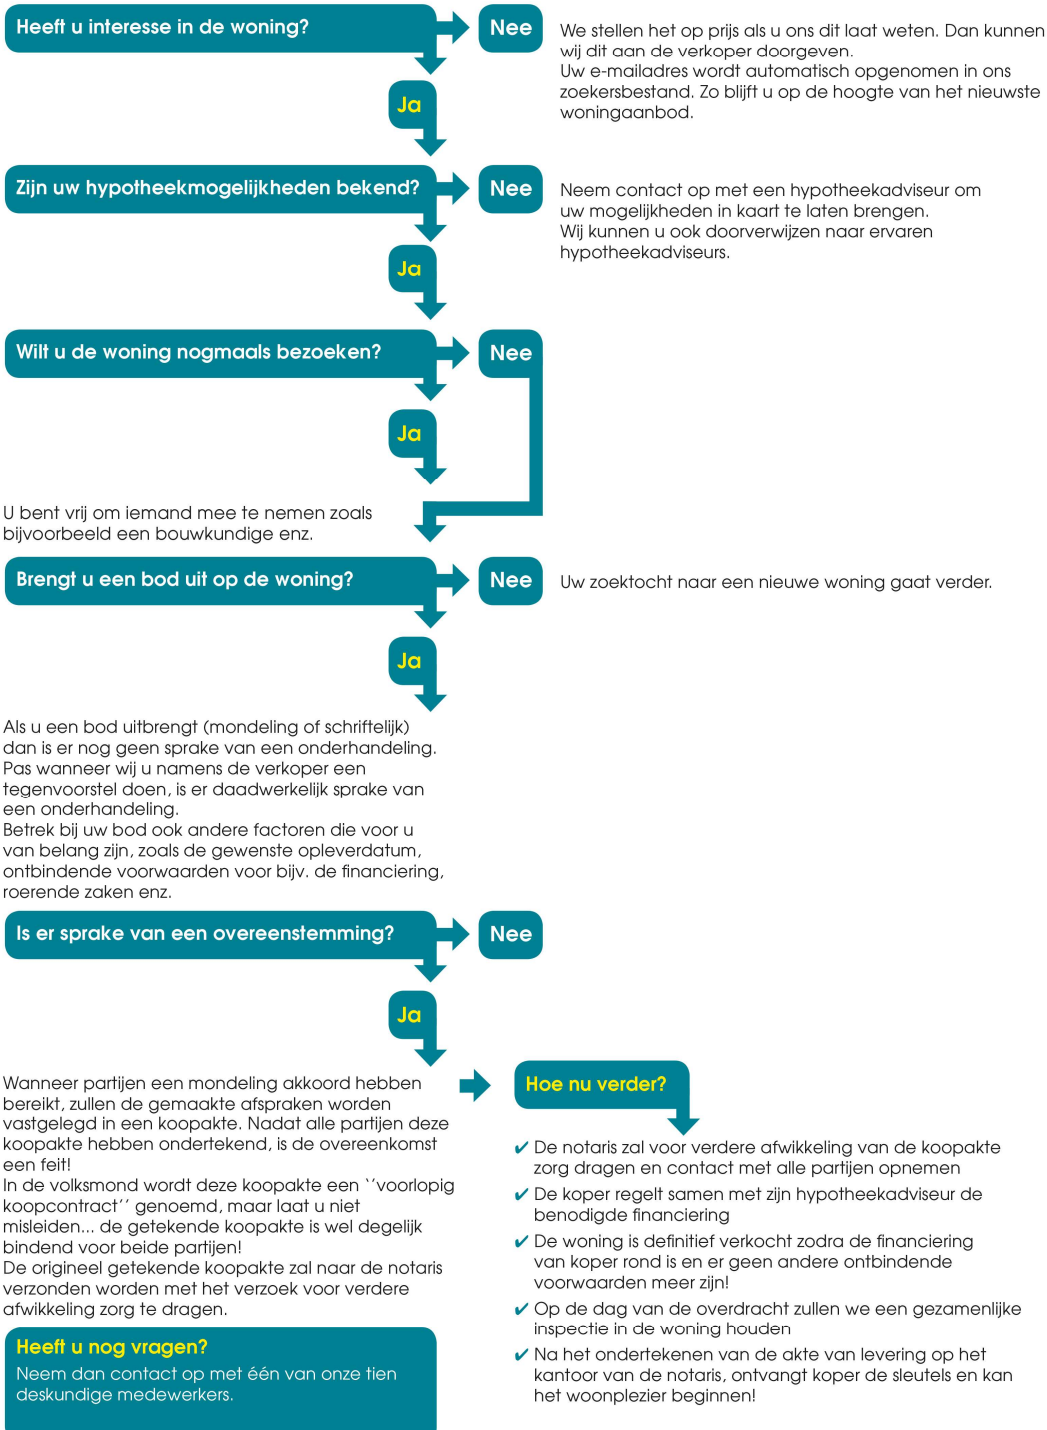 Heeft u interesse in de woning?
Nee
We stellen het op prijs als u ons dit laat weten. Dan kunnen
wij dit aan de verkoper doorgeven.
Uw e-mailadres wordt automatisch opgenomen in ons
zoekersbestand. Zo blijft u op de hoogte van het nieuwste
woningaanbod.
Ja
Zijn uw hypotheekmogelijkheden bekend?
Nee
Neem contact op met een hypotheekadviseur om
uw mogelijkheden in kaart te laten brengen.
Wij kunnen u ook doorverwijzen naar ervaren
hypotheekadviseurs.
Ja
Wilt u de woning nogmaals bezoeken?
Nee
Ja
U bent vrij om iemand mee te nemen zoals
bijvoorbeeld een bouwkundige enz.
Brengt u een bod uit op de woning?
Nee
Uw zoektocht naar een nieuwe woning gaat verder.
Ja
Als u een bod uitbrengt (mondeling of schriftelijk)
dan is er nog geen sprake van een onderhandeling.
Pas wanneer wij u namens de verkoper een
tegenvoorstel doen, is er daadwerkelijk sprake van
een onderhandeling.
Betrek bij uw bod ook andere factoren die voor u
van belang zijn, zoals de gewenste opleverdatum,
ontbindende voorwaarden voor bijv. de financiering,
roerende zaken enz.
Is er sprake van een overeenstemming?
Nee
Ja
Wanneer partijen een mondeling akkoord hebben
bereikt, zullen de gemaakte afspraken worden
vastgelegd in een koopakte. Nadat alle partijen deze
koopakte hebben ondertekend, is de overeenkomst
een feit!
In de volksmond wordt deze koopakte een ‘‘voorlopig
koopcontract’’ genoemd, maar laat u niet
misleiden... de getekende koopakte is wel degelijk
bindend voor beide partijen!
De origineel getekende koopakte zal naar de notaris
verzonden worden met het verzoek voor verdere
afwikkeling zorg te dragen.
Heeft u nog vragen?
Neem dan contact op met één van onze tien
deskundige medewerkers.
Hoe nu verder?
✔ De notaris zal voor verdere afwikkeling van de koopakte
zorg dragen en contact met alle partijen opnemen
✔ De koper regelt samen met zijn hypotheekadviseur de
benodigde financiering
✔ De woning is definitief verkocht zodra de financiering
van koper rond is en er geen andere ontbindende
voorwaarden meer zijn!
✔ Op de dag van de overdracht zullen we een gezamenlijke
inspectie in de woning houden
✔ Na het ondertekenen van de akte van levering op het
kantoor van de notaris, ontvangt koper de sleutels en kan
het woonplezier beginnen!